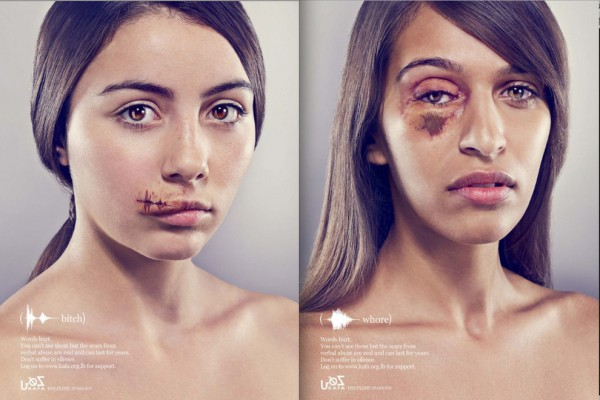 ( bitch)
Words hurt.
You can't see them but the scars from
verbal abuse are real and can last for years.
Don't suffer in silence.
Log on to www.kafa.org.lb for support.
KAFA
( whore)
Words hurt.
You can't see them but the scars from
verbal abuse are real and can last for years.
Don't suffer in silence.
Log on to www.kafa.org.lb for support.
KAFA